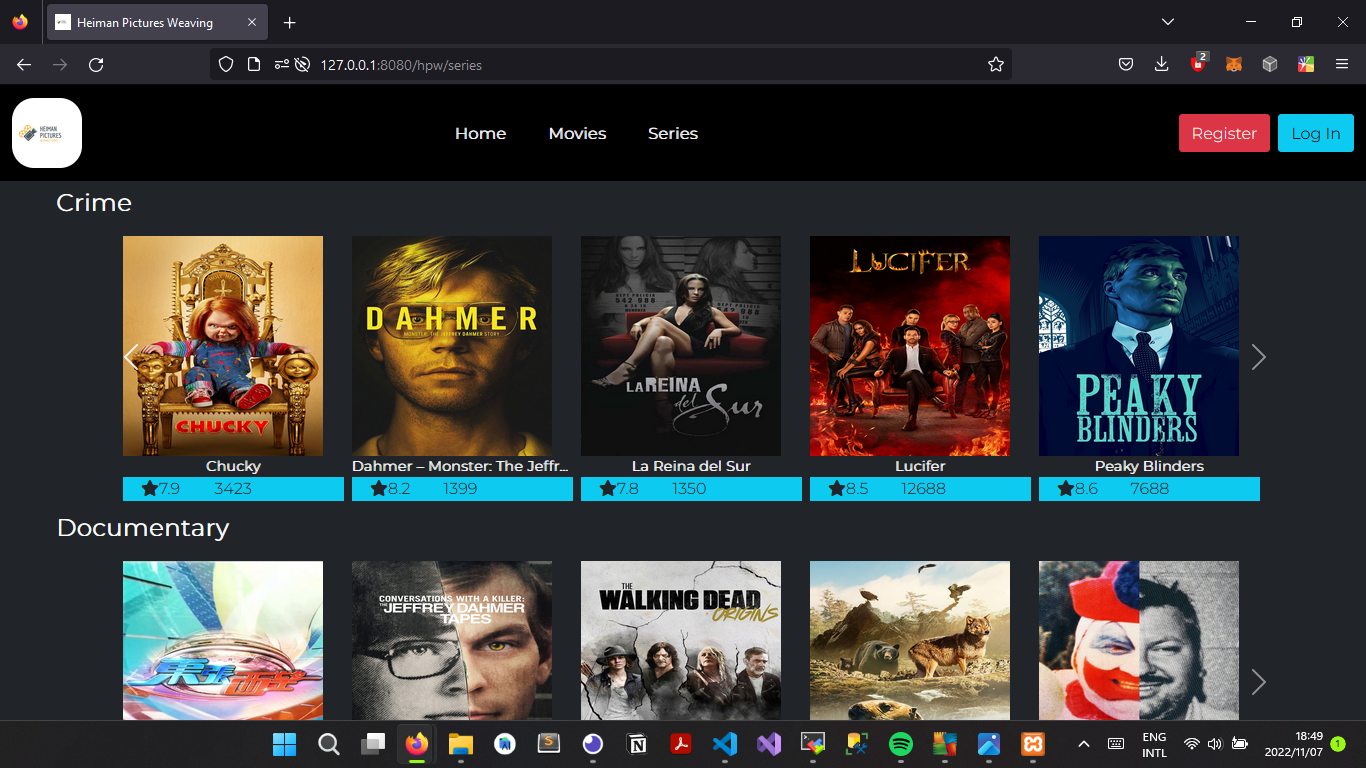 Heiman Pictures Weaving
127.0.0.1:8080/hpw/series
2
HEIMAN
PICTURES
Home Movies Series
Register Log In
Crime
DAHMER
MONSTER: THE JEFFREY DAHMER STORY
LUCIFER
LA REINA
del Sur
PEAKY
BLINDERS
CHUCKY
Chucky Dahmer – Monster: The Jeffr... La Reina del Sur Lucifer Peaky Blinders
7.9 3423 8.2 1399 7.8 1350 8.5 12688 8.6 7688
Documentary
CONVERSATIONS WITH A KILLER:
THE JEFFREY DAHMER
TAPES
THE
WALKING DEAD
ORIGINS
ENG
INTL
18:49
2022/11/07
1